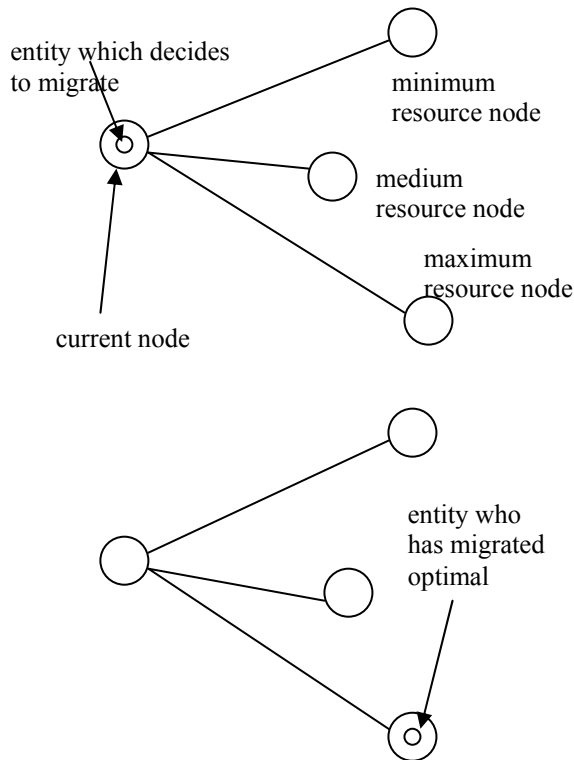 entity which decides
to migrate
minimum
resource node
medium
resource node
maximum
resource node
current node
entity who
has migrated
optimal